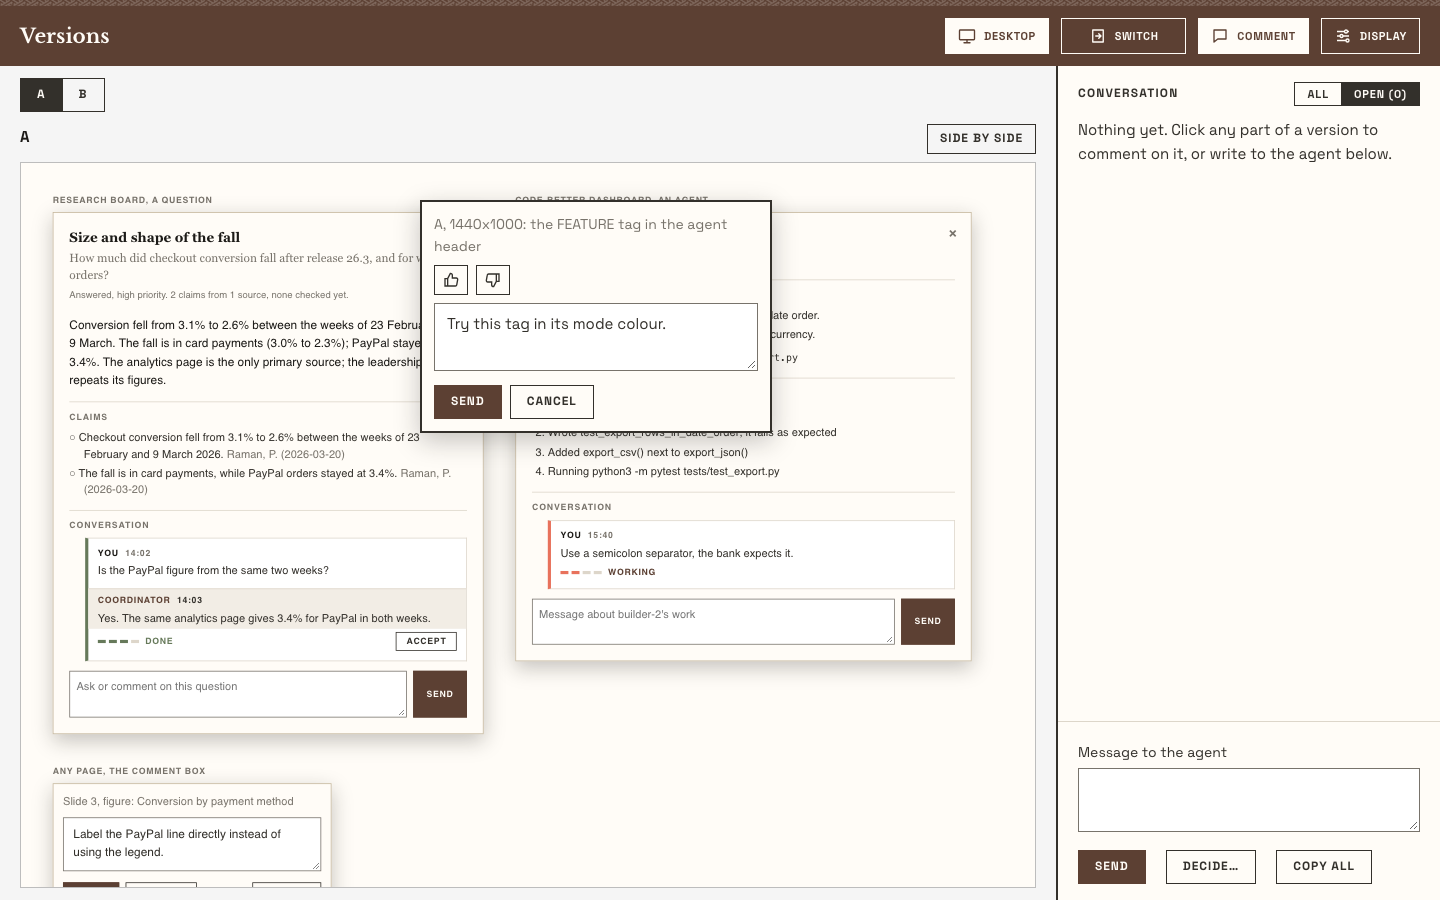 Versions
DESKTOP
SWITCH
COMMENT
DISPLAY
A
B
A
SIDE BY SIDE
RESEARCH BOARD, A QUESTION
Size and shape of the fall
How much did checkout conversion fall after release 26.3, and for
orders?
Answered, high priority. 2 claims from 1 source, none checked yet.
Conversion fell from 3.1% to 2.6% between the weeks of 23
9 March. The fall is in card payments (3.0% to 2.3%); PayPal
3.4%. The analytics page is the only primary source; the leadership
repeats its figures.
CLAIMS
○ Checkout conversion fell from 3.1% to 2.6% between the weeks of 23
February and 9 March 2026. Raman, P. (2026-03-20)
○ The fall is in card payments, while PayPal orders stayed at 3.4%. Raman, P.
(2026-03-20)
CONVERSATION
YOU 14:02
Is the PayPal figure from the same two weeks?
COORDINATOR 14:03
Yes. The same analytics page gives 3.4% for PayPal in both weeks.
DONE
ACCEPT
Ask or comment on this question
SEND
CODE BETTER DASHBOARD, AN AGENT
×
A, 1440x1000: the FEATURE tag in the agent
header
Try this tag in its mode colour.
SEND
CANCEL
order.
currency.
2. Wrote test_export_rows_in_date_order, it fails as expected
3. Added export_csv() next to export_json()
4. Running python3 -m pytest tests/test_export.py
CONVERSATION
YOU 15:40
Use a semicolon separator, the bank expects it.
WORKING
Message about builder-2's work
SEND
ANY PAGE, THE COMMENT BOX
Slide 3, figure: Conversion by payment method
Label the PayPal line directly instead of
using the legend.
CONVERSATION
ALL
OPEN (0)
Nothing yet. Click any part of a version to
comment on it, or write to the agent below.
Message to the agent
SEND
DECIDE...
COPY ALL